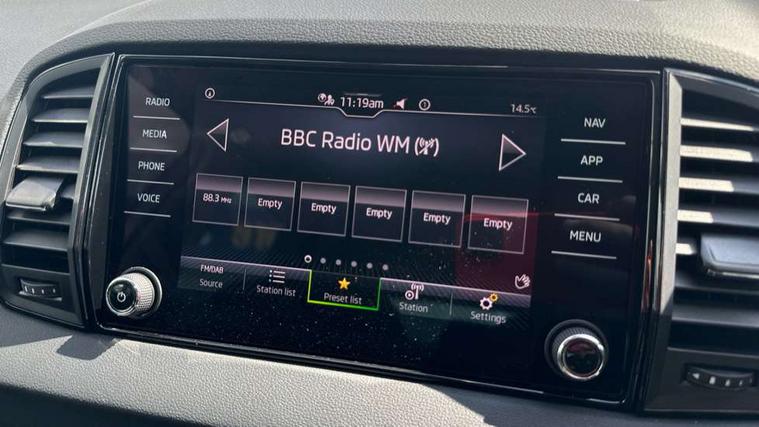 RADIO
MEDIA
PHONE
VOICE
11:19am
14.5°C
BBC Radio WM
88.3 MHz
Empty
Empty
Empty
Empty
Empty
FM/DAB
Source
Station list
Preset list
Station
Settings
NAV
APP
CAR
MENU